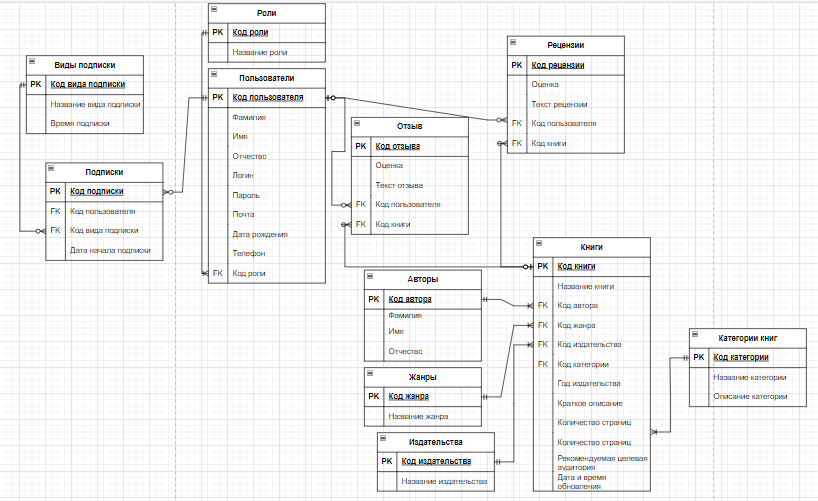 Роли
PK Код роли
Название роли
Виды подписки
PK Код вида подписки
Название вида подписки
Время подписки
Пользователи
PK Код пользователя
Фамилия
Имя
Отчество
Логин
Пароль
Почта
Дата рождения
Телефон
FK Код роли
Рецензии
PK Код рецензии
Оценка
Текст рецензии
FK Код пользователя
FK Код книги
Отзыв
PK Код отзыва
Оценка
Текст отзыва
FK Код пользователя
FK Код книги
Подписки
PK Код подписки
FK Код пользователя
FK Код вида подписки
Дата начала подписки
Книги
PK Код книги
Название книги
FK Код автора
FK Код жанра
FK Код издательства
FK Код категории
Год издательства
Краткое описание
Количество страниц
Количество страниц
Рекомендуемая целевая
аудитория
Дата и время
обновления
Авторы
PK Код автора
Фамилия
Имя
Отчество
Категории книг
PK Код категории
Название категории
Описание категории
Жанры
PK Код жанра
Название жанра
Издательства
PK Код издательства
Название издательства